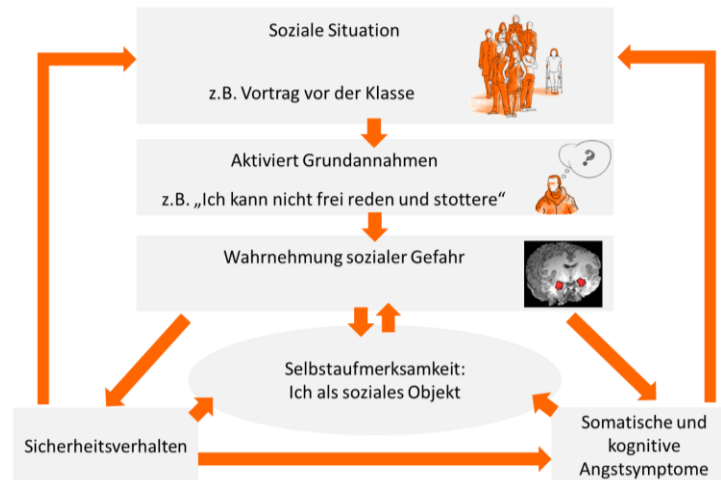 Soziale Situation
z.B. Vortrag vor der Klasse
Aktiviert Grundannahmen
?
z.B. „Ich kann nicht frei reden und stottere“
Wahrnehmung sozialer Gefahr
Selbstaufmerksamkeit:
Ich als soziales Objekt
Sicherheitsverhalten
Somatische und
kognitive
Angstsymptome